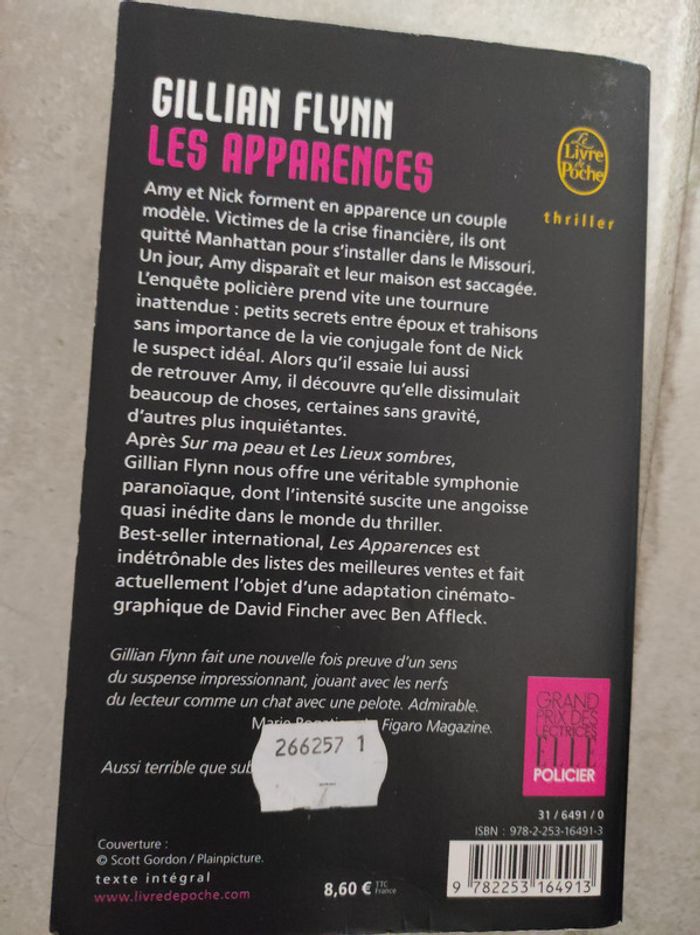 GILLIAN FLYNN
LES APPARENCES
Le
Livre
de
Poche
thriller
Amy et Nick forment en apparence un couple
modèle. Victimes de la crise financière, ils ont
quitté Manhattan pour s'installer dans le Missouri.
Un jour, Amy disparaît et leur maison est saccagée.
L'enquête policière prend vite une tournure
inattendue : petits secrets entre époux et trahisons
sans importance de la vie conjugale font de Nick
le suspect idéal. Alors qu'il essaie lui aussi
de retrouver Amy, il découvre qu'elle dissimulait
beaucoup de choses, certaines sans gravité,
d'autres plus inquiétantes.
Après Sur ma peau et Les Lieux sombres,
Gillian Flynn nous offre une véritable symphonie
paranoïaque, dont l'intensité suscite une angoisse
quasi inédite dans le monde du thriller.
Best-seller international, Les Apparences est
indétrônable des listes des meilleures ventes et fait
actuellement l'objet d'une adaptation cinémato-
graphique de David Fincher avec Ben Affleck.
Gillian Flynn fait une nouvelle fois preuve d'un sens
du suspense impressionnant, jouant avec les nerfs
du lecteur comme un chat avec une pelote. Admirable.
Figaro Magazine.
266257 1
Aussi terrible que
GRAND
PRIX DES
LECTRICES
ELLE
POLICIER
31 / 6491 / 0
ISBN : 978-2-253-16491-3
Couverture :
© Scott Gordon / Plainpicture.
texte intégral
www.livredepoche.com
8,60 € TTC
France
9 782253 164913